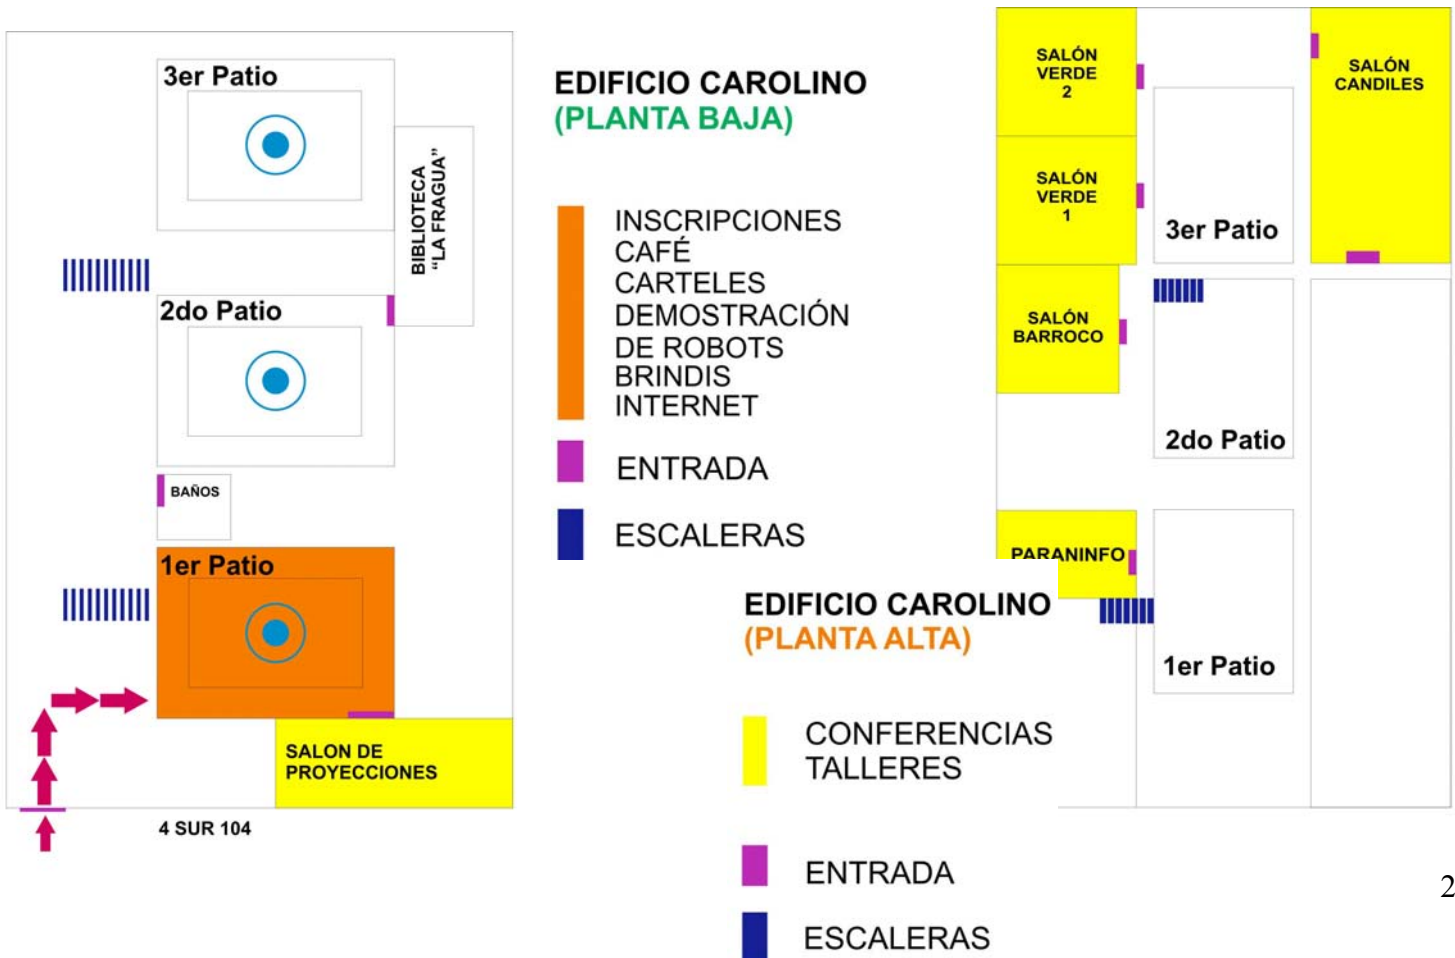 3er Patio
BIBLIOTECA
“LA FRAGUA”
2do Patio
BAÑOS
1er Patio
SALON DE
PROYECCIONES
4 SUR 104
EDIFICIO CAROLINO
(PLANTA BAJA)
INSCRIPCIONES
CAFÉ
CARTELES
DEMOSTRACIÓN
DE ROBOTS
BRINDIS
INTERNET
ENTRADA
ESCALERAS
EDIFICIO CAROLINO
(PLANTA ALTA)
CONFERENCIAS
TALLERES
ENTRADA
ESCALERAS
SALÓN
VERDE
2
SALÓN
CANDILES
SALÓN
VERDE
1
3er Patio
SALÓN
BARROCO
2do Patio
PARANINFO
1er Patio
2